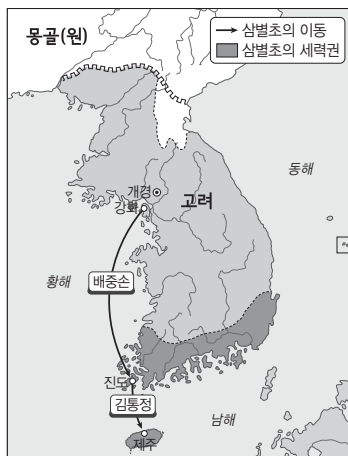 몽골(원)
삼별초의 이동
삼별초의 세력권
동해
개경
강화
고려
황해
배중손
진도
김통정
남해
제주